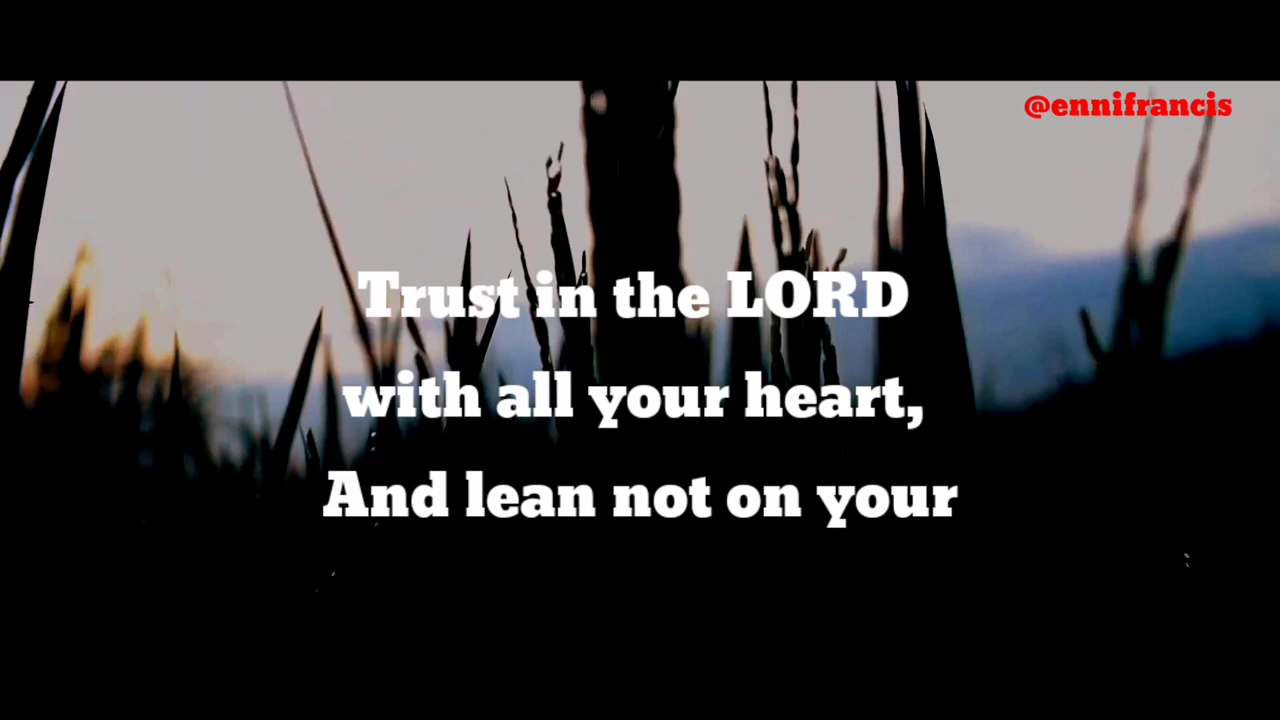 @ennifrancis
Trust in the LORD
with all your heart,
And lean not on your